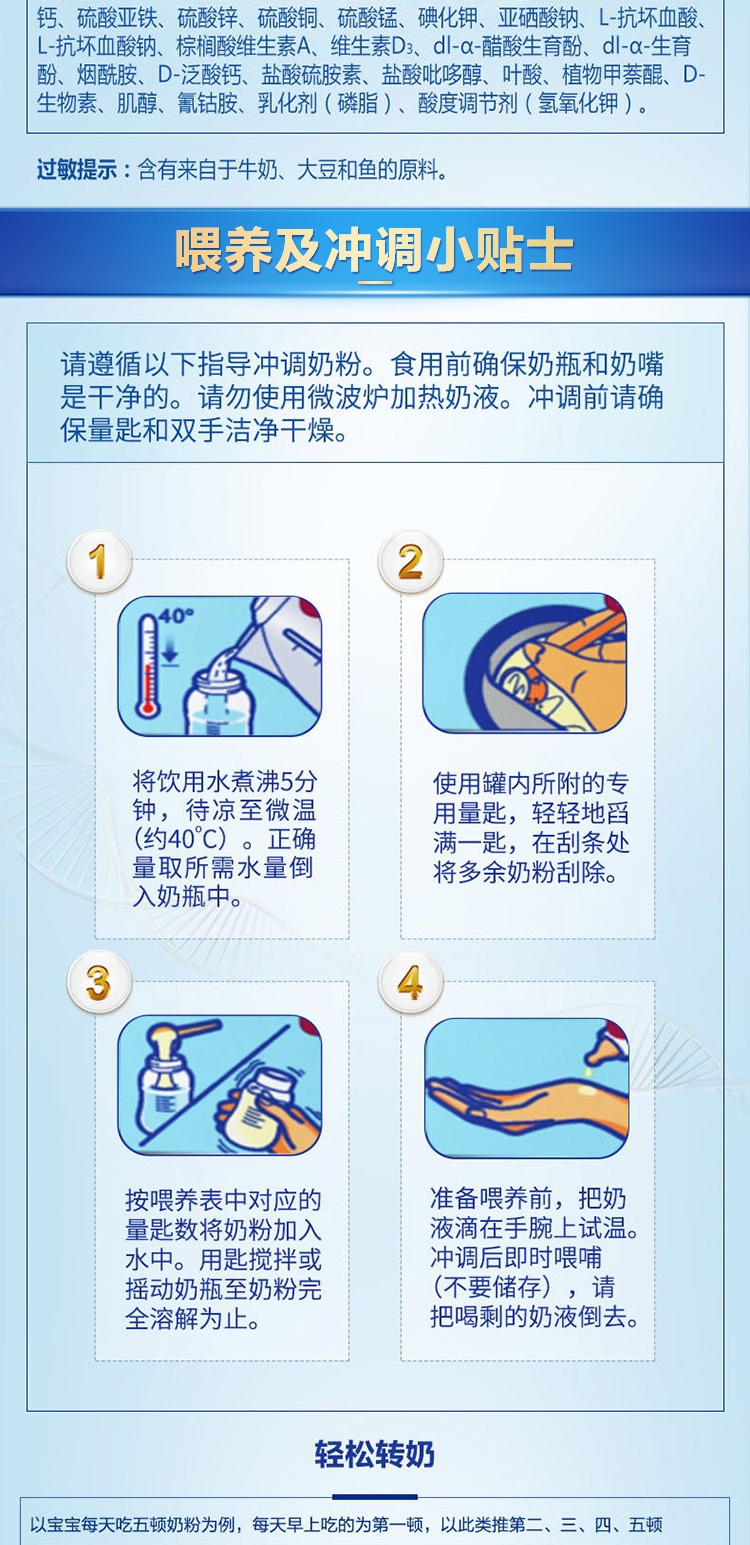 钙、硫酸亚铁、硫酸锌、硫酸铜、硫酸锰、碘化钾、亚硒酸钠、L-抗坏血酸、
L-抗坏血酸钠、棕榈酸维生素A、维生素D₃、dl-α-醋酸生育酚、dl-α-生育
酚、烟酰胺、D-泛酸钙、盐酸硫胺素、盐酸吡哆醇、叶酸、植物甲萘醌、D-
生物素、肌醇、氰钴胺、乳化剂（磷脂）、酸度调节剂（氢氧化钾）。
过敏提示：含有来自于牛奶、大豆和鱼的原料。
喂养及冲调小贴士
请遵循以下指导冲调奶粉。食用前确保奶瓶和奶嘴
是干净的。请勿使用微波炉加热奶液。冲调前请确
保量匙和双手洁净干燥。
1
40°
将饮用水煮沸5分
钟，待凉至微温
（约40℃）。正确
量取所需水量倒
入奶瓶中。
2
使用罐内所附的专
用量匙，轻轻地舀
满一匙，在刮条处
将多余奶粉刮除。
3
按喂养表中对应的
量匙数将奶粉加入
水中。用匙搅拌或
摇动奶瓶至奶粉完
全溶解为止。
4
准备喂养前，把奶
液滴在手腕上试温。
冲调后即时喂哺
（不要储存），请
把喝剩的奶液倒去。
轻松转奶
以宝宝每天吃五顿奶粉为例，每天早上吃的为第一顿，以此类推第二、三、四、五顿